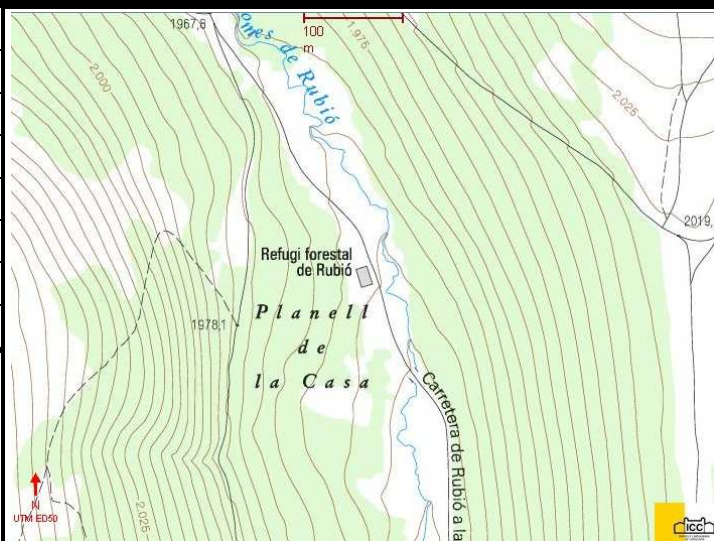 1967,6
100
m
1.975
omes de Rubió
2.000
2.025
2019,
Refugi forestal
de Rubió
Planell
de
la Casa
1978,1
Carretera de Rubió a la
2.025
N
UTM ED50
ICC